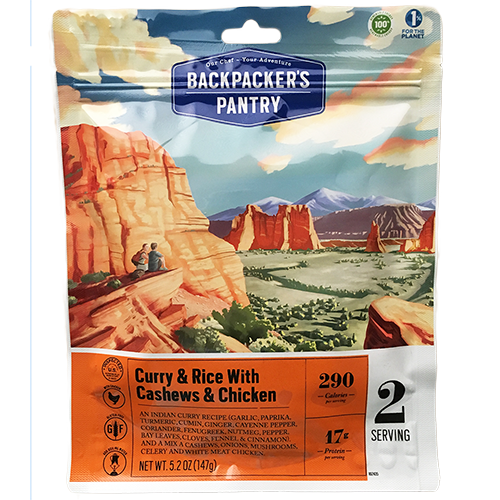 100%
1%
FOR THE
PLANET
Our Chef - Your Adventure
BACKPACKER'S
PANTRY
Curry & Rice With
Cashews & Chicken
AN INDIAN CURRY RECIPE (GARLIC, PAPRIKA,
TURMERIC, CUMIN, GINGER, CAYENNE PEPPER,
CORIANDER, FENUGREEK, NUTMEG, PEPPER,
BAY LEAVES, CLOVES, FENNEL & CINNAMON).
AND A MIX A CASHEWS, ONIONS, MUSHROOMS,
CELERY AND WHITE MEAT CHICKEN.
NET WT. 5.2 OZ (147g)
290
Calories
per serving
17g
Protein
per serving
2
SERVING
U.S.
GF